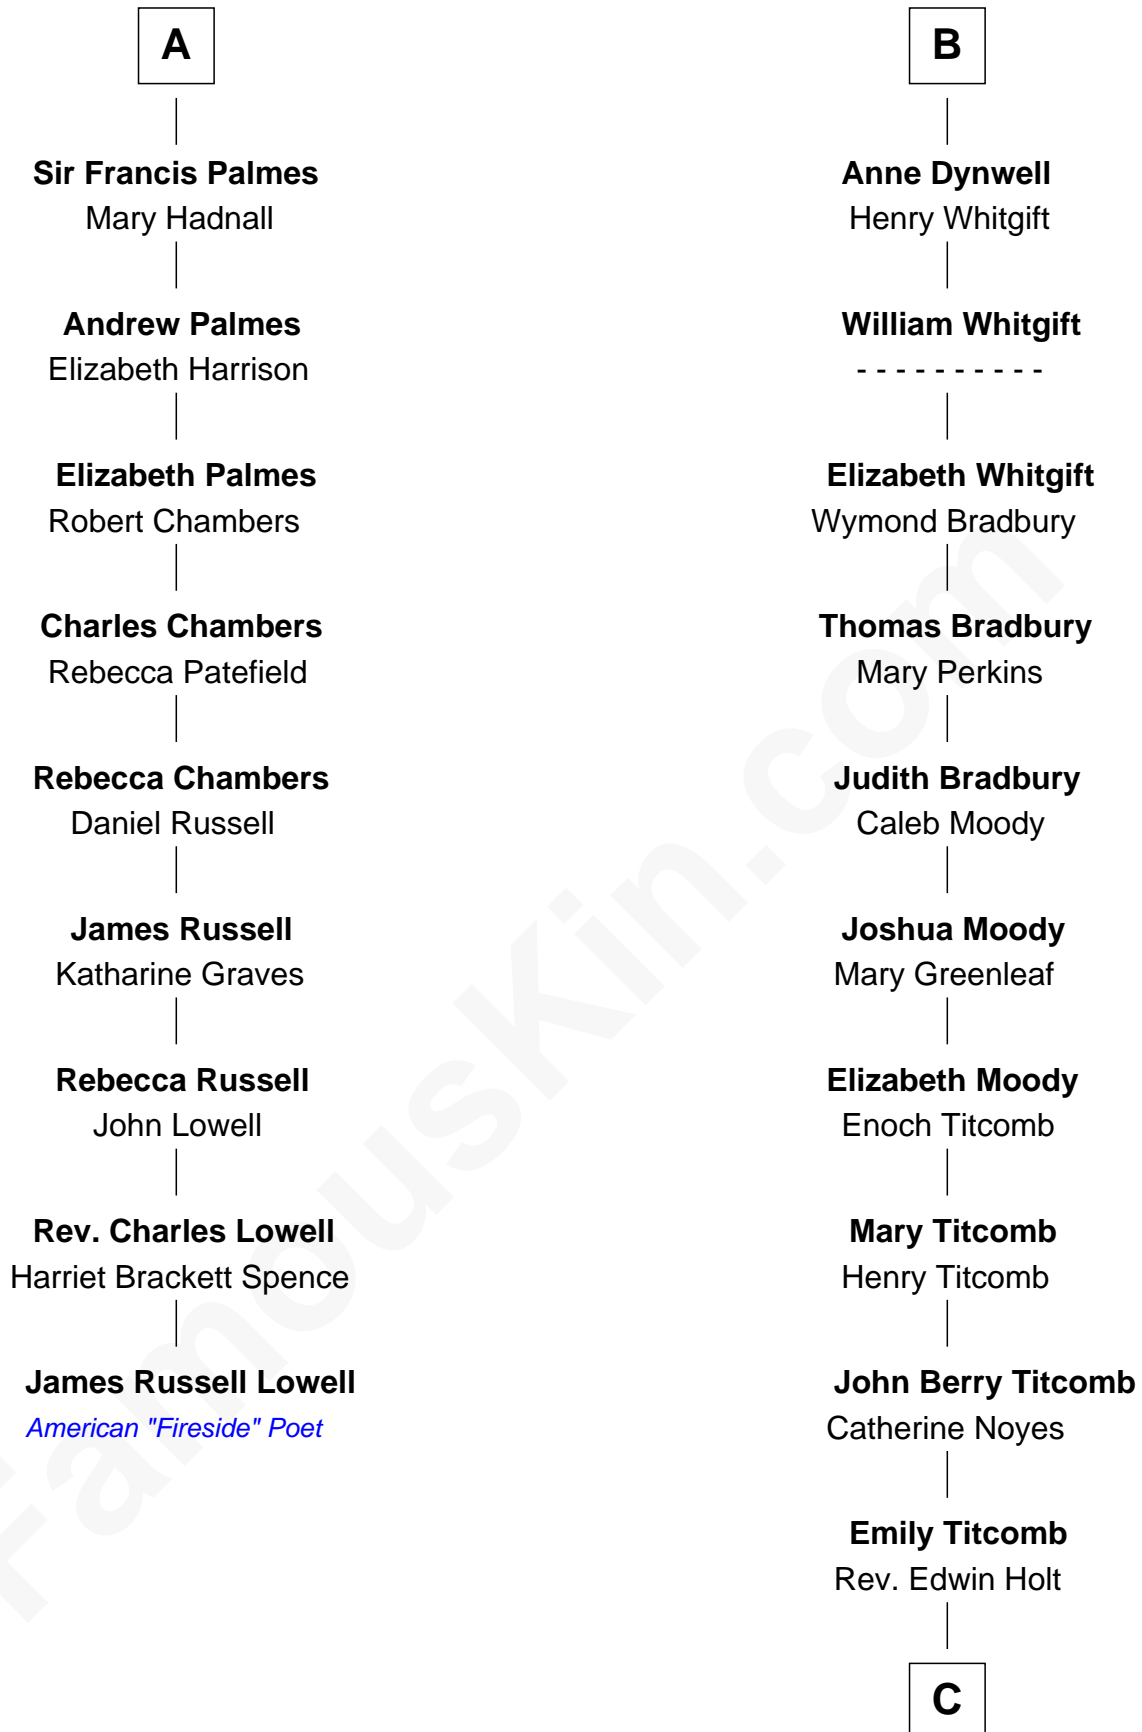 A
Sir Francis Palmes
Mary Hadnall
Andrew Palmes
Elizabeth Harrison
Elizabeth Palmes
Robert Chambers
Charles Chambers
Rebecca Patefield
Rebecca Chambers
Daniel Russell
James Russell
Katharine Graves
Rebecca Russell
John Lowell
Rev. Charles Lowell
Harriet Brackett Spence
James Russell Lowell
American "Fireside" Poet
B
Anne Dynwell
Henry Whitgift
William Whitgift
- - - - - - - - - -
Elizabeth Whitgift
Wymond Bradbury
Thomas Bradbury
Mary Perkins
Judith Bradbury
Caleb Moody
Joshua Moody
Mary Greenleaf
Elizabeth Moody
Enoch Titcomb
Mary Titcomb
Henry Titcomb
John Berry Titcomb
Catherine Noyes
Emily Titcomb
Rev. Edwin Holt
C
FamousKin.com